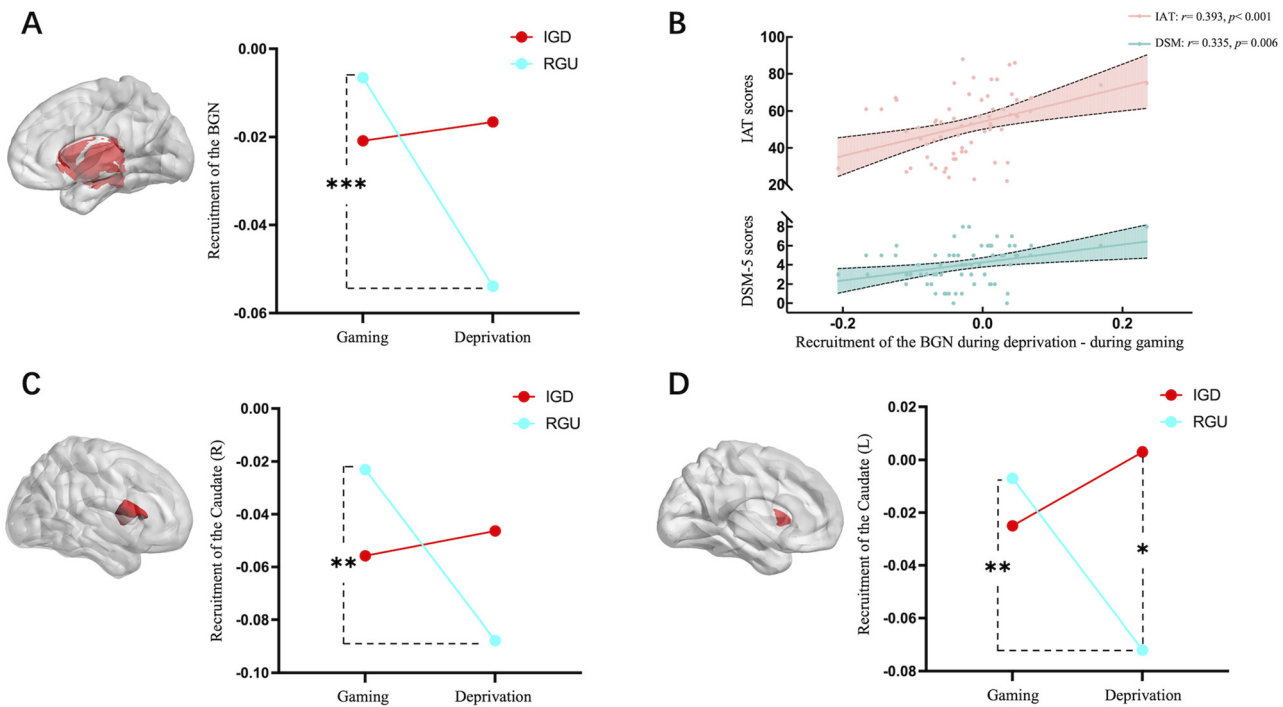 A
IGD
RGU
0.00
-0.02
-0.04
-0.06
Recruitment of the BGN
***
Gaming
Deprivation
B
IAT: r= 0.393, p< 0.001
DSM: r= 0.335, p= 0.006
100
80
60
40
20
IAT scores
8
6
4
2
0
DSM-5 scores
-0.2
0.0
0.2
Recruitment of the BGN during deprivation - during gaming
C
IGD
RGU
0.00
-0.02
-0.04
-0.06
-0.08
-0.10
Recruitment of the Caudate (R)
**
Gaming
Deprivation
D
IGD
RGU
0.02
0.00
-0.02
-0.04
-0.06
-0.08
Recruitment of the Caudate (L)
**
*
Gaming
Deprivation